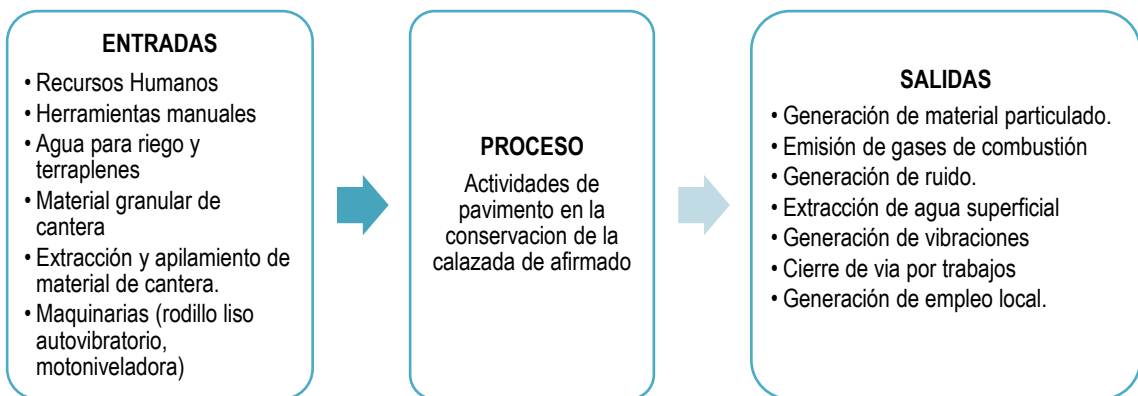 ENTRADAS
• Recursos Humanos
• Herramientas manuales
• Agua para riego y
terraplenes
• Material granular de
cantera
• Extracción y apilamiento de
material de cantera.
• Maquinarias (rodillo liso
autovibratorio,
motoniveladora)
PROCESO
Actividades de
pavimento en la
conservacion de la
calazada de afirmado
SALIDAS
• Generación de material particulado.
• Emisión de gases de combustión
• Generación de ruido.
• Extracción de agua superficial
• Generación de vibraciones
• Cierre de via por trabajos
• Generación de empleo local.